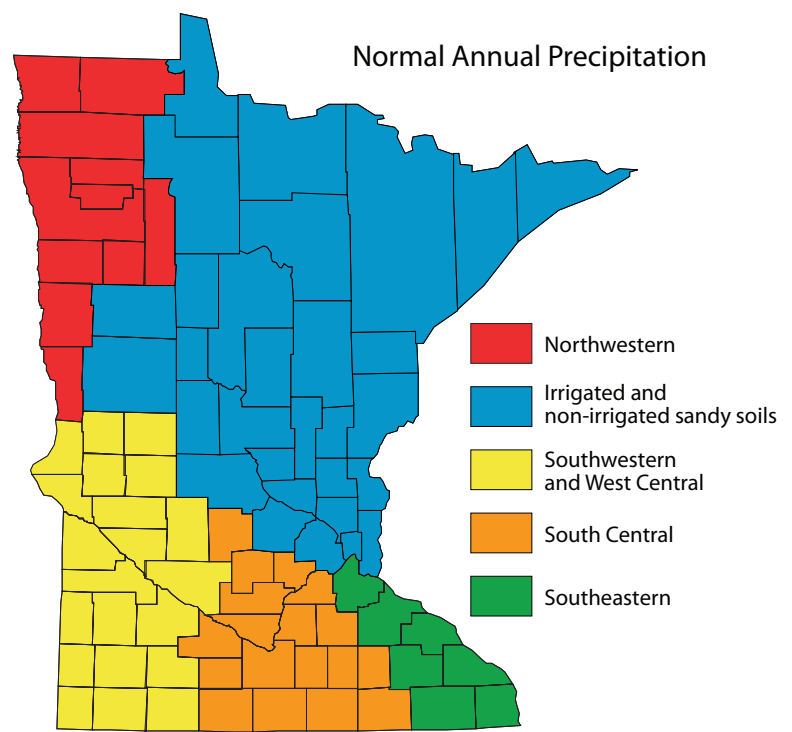 Normal Annual Precipitation
Northwestern
Irrigated and
non-irrigated sandy soils
Southwestern
and West Central
South Central
Southeastern